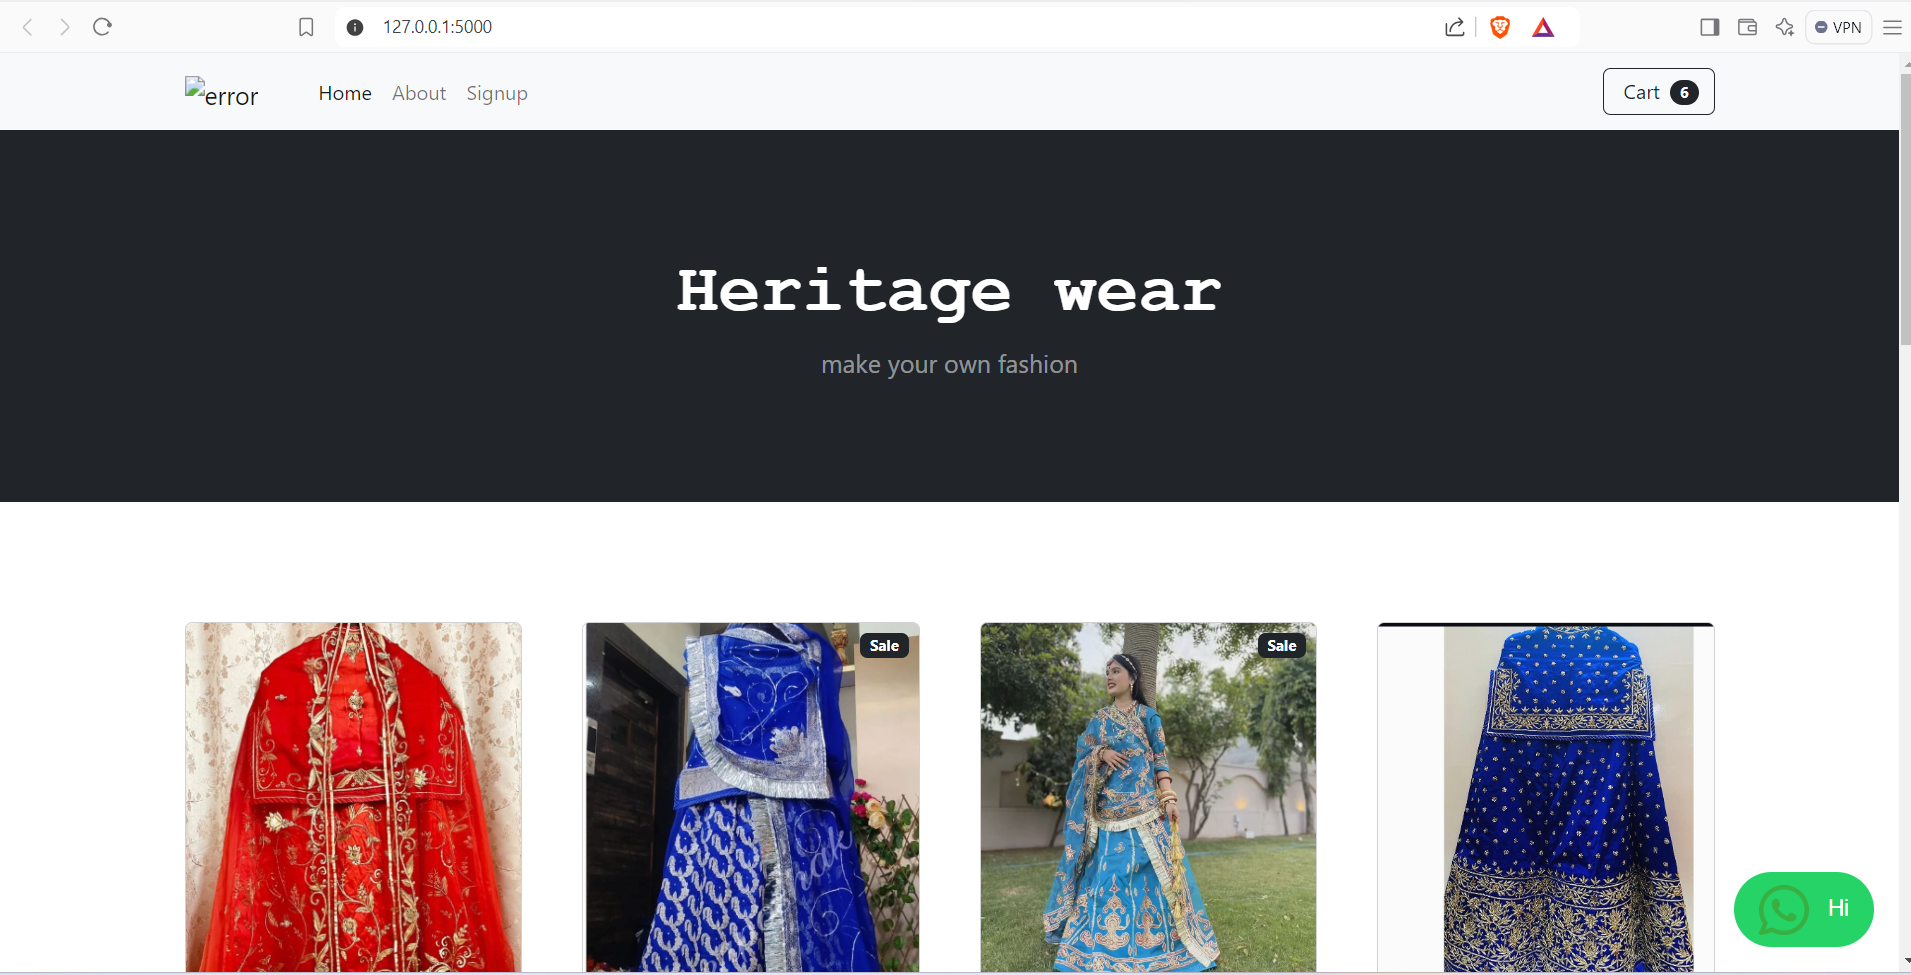 127.0.0.1:5000
VPN
error
Home
About
Signup
Cart 6
Heritage wear
make your own fashion
Sale
Sale
Hi